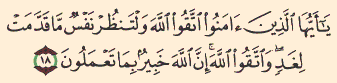 يَٰٓأَيُّهَا ٱلَّذِينَ ءَامَنُوا۟ ٱتَّقُوا۟ ٱللَّهَ وَلْتَنظُرْ نَفْسٌ مَّا قَدَّمَتْ
لِغَدٍ ۖ وَٱتَّقُوا۟ ٱللَّهَ ۚ إِنَّ ٱللَّهَ خَبِيرٌۢ بِمَا تَعْمَلُونَ ١٨